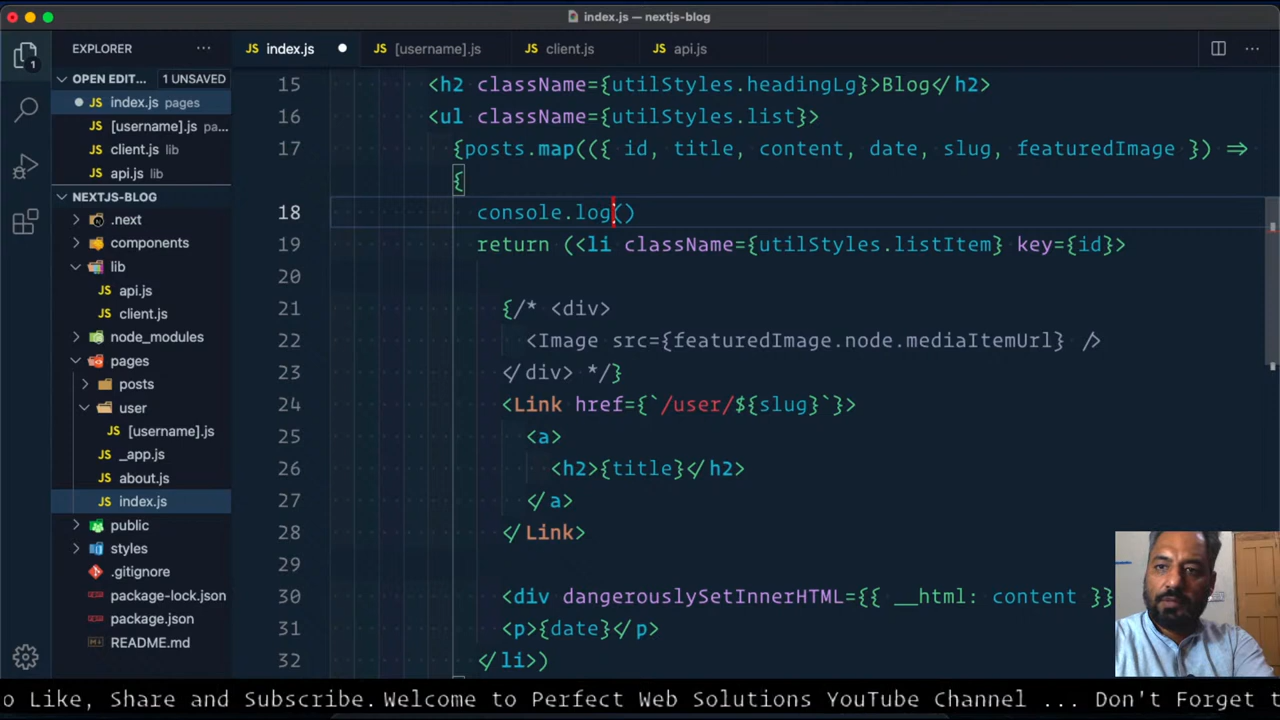 index.js — nextjs-blog
EXPLORER
OPEN EDIT...
1 UNSAVED
JS index.js pages
JS [username].js pa...
JS client.js lib
JS api.js lib
NEXTJS-BLOG
.next
components
lib
JS api.js
JS client.js
node_modules
pages
posts
user
JS [username].js
JS _app.js
JS about.js
JS index.js
public
styles
.gitignore
package-lock.json
package.json
README.md
1
JS index.js
JS [username].js
JS client.js
JS api.js
15 <h2 className={utilStyles.headingLg}>Blog</h2>
16 <ul className={utilStyles.list}>
17 {posts.map(({ id, title, content, date, slug, featuredImage }) =>
{
18 console.log()
19 return (<li className={utilStyles.listItem} key={id}>
20
21 {/* <div>
22 <Image src={featuredImage.node.mediaItemUrl} />
23 </div> */}
24 <Link href={`/user/${slug}`}>
25 <a>
26 <h2>{title}</h2>
27 </a>
28 </Link>
29
30 <div dangerouslySetInnerHTML={{ __html: content }}
31 <p>{date}</p>
32 </li>)
o Like, Share and Subscribe.Welcome to Perfect Web Solutions YouTube Channel ... Don't Forget t